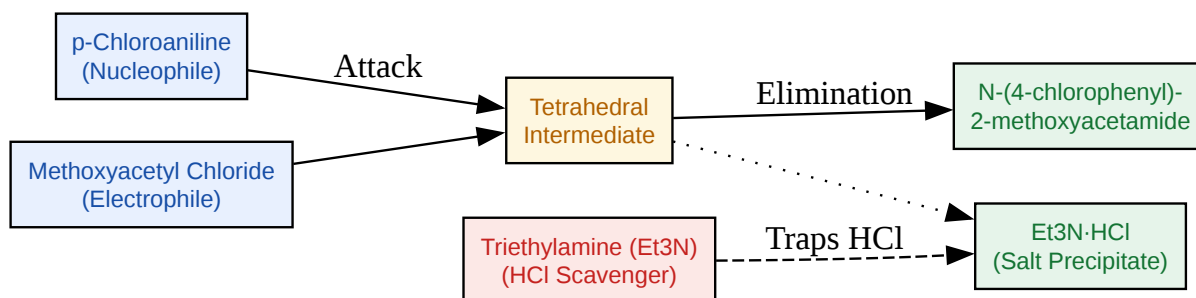 p-Chloroaniline
(Nucleophile)
Attack
Methoxyacetyl Chloride
(Electrophile)
Tetrahedral
Intermediate
Elimination
N-(4-chlorophenyl)-
2-methoxyacetamide
Triethylamine (Et3N)
(HCl Scavenger)
Traps HCl
Et3N·HCl
(Salt Precipitate)